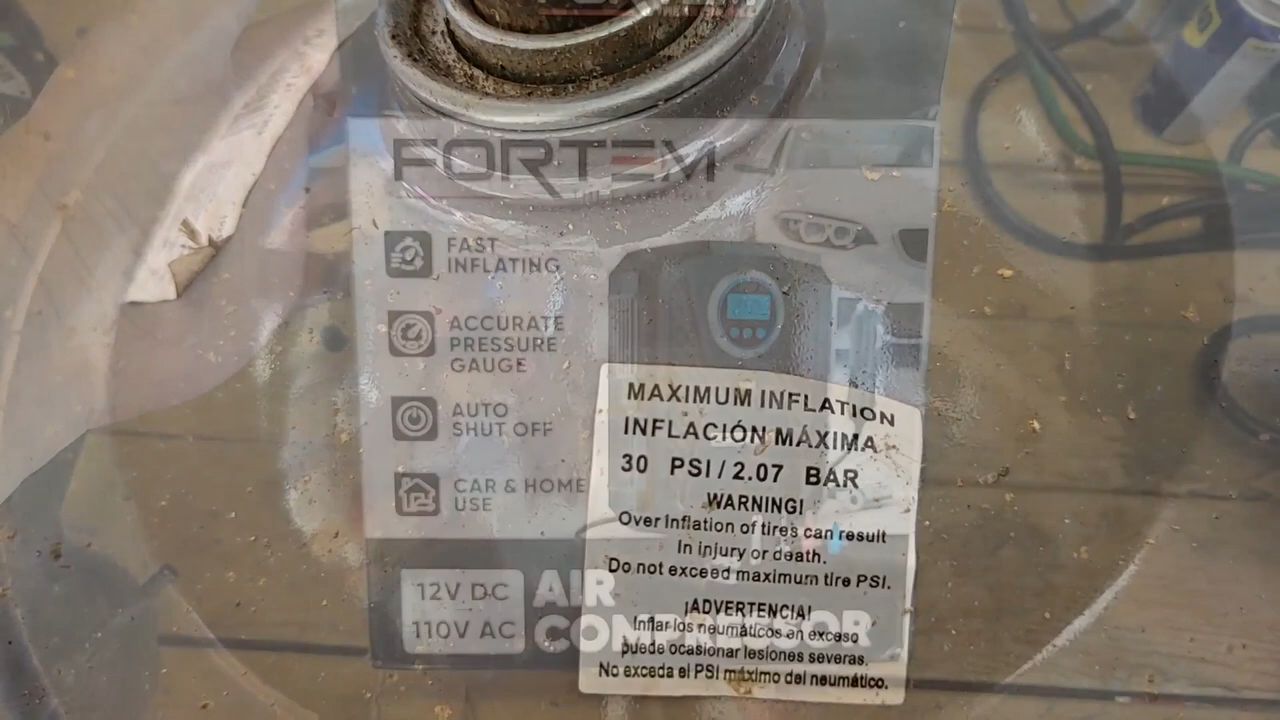 FORTEM
FAST
INFLATING
ACCURATE
PRESSURE
GAUGE
AUTO
SHUT OFF
CAR & HOME
USE
12V DC
110V AC
AIR
COMPRESSOR
MAXIMUM INFLATION
INFLACIÓN MÁXIMA
30 PSI / 2.07 BAR
WARNING!
Over Inflation of tires can result
In injury or death.
Do not exceed maximum tire PSI.
¡ADVERTENCIA!
Inflar los neumáticos en exceso
puede ocasionar lesiones severas.
No exceda el PSI máximo del neumático.